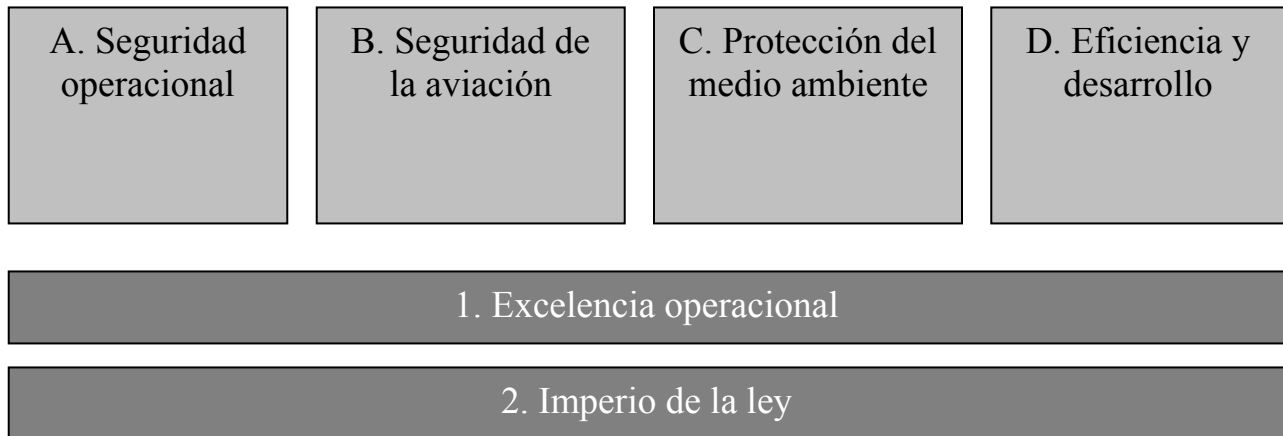 A. Seguridad
operacional
B. Seguridad de
la aviación
C. Protección del
medio ambiente
D. Eficiencia y
desarrollo
1. Excelencia operacional
2. Imperio de la ley